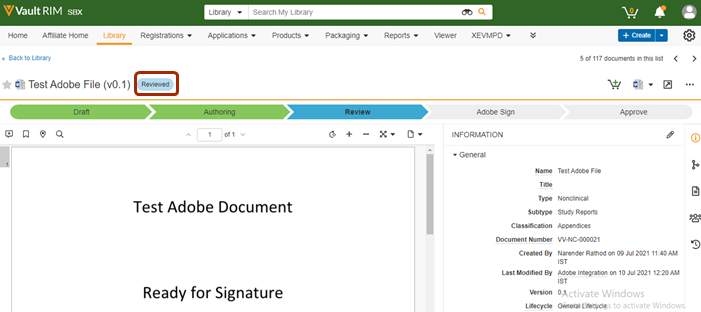 Vault RIM SBX
Library
Search My Library
Home Affiliate Home Library Registrations Applications Products Packaging Reports Viewer XEVMPD
Create
Back to Library
5 of 117 documents in this list
Test Adobe File (v0.1) Reviewed
Draft Authoring Review Adobe Sign Approve
1 of 1
INFORMATION
General
1
Test Adobe Document
Ready for Signature
Name Test Adobe File
Title
Type Nonclinical
Subtype Study Reports
Classification Appendices
Document Number VV-NC-000021
Created By Narender Rathod on 09 Jul 2021 11:40 AM
IST
Last Modified By Adobe Integration on 10 Jul 2021 12:20 AM
IST
Version 0.1
Activate Windows
Lifecycle General Lifecycle
to activate Windows.